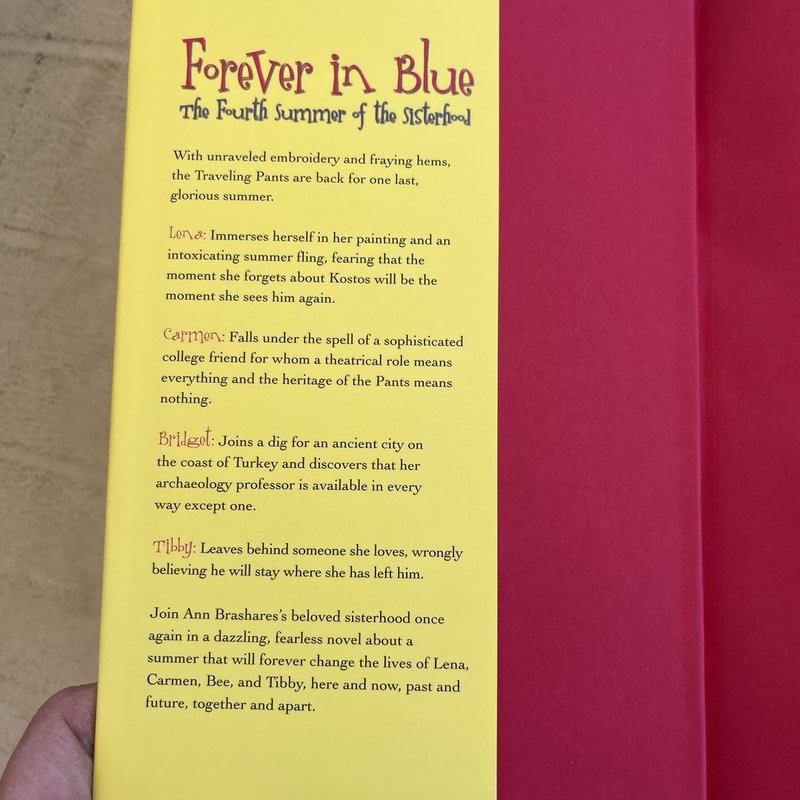 Forever in Blue
The Fourth Summer of the Sisterhood
With unraveled embroidery and fraying hems,
the Traveling Pants are back for one last,
glorious summer.
Lena: Immerses herself in her painting and an
intoxicating summer fling, fearing that the
moment she forgets about Kostos will be the
moment she sees him again.
Carmen: Falls under the spell of a sophisticated
college friend for whom a theatrical role means
everything and the heritage of the Pants means
nothing.
Bridget: Joins a dig for an ancient city on
the coast of Turkey and discovers that her
archaeology professor is available in every
way except one.
Tibby: Leaves behind someone she loves, wrongly
believing he will stay where she has left him.
Join Ann Brashares's beloved sisterhood once
again in a dazzling, fearless novel about a
summer that will forever change the lives of Lena,
Carmen, Bee, and Tibby, here and now, past and
future, together and apart.